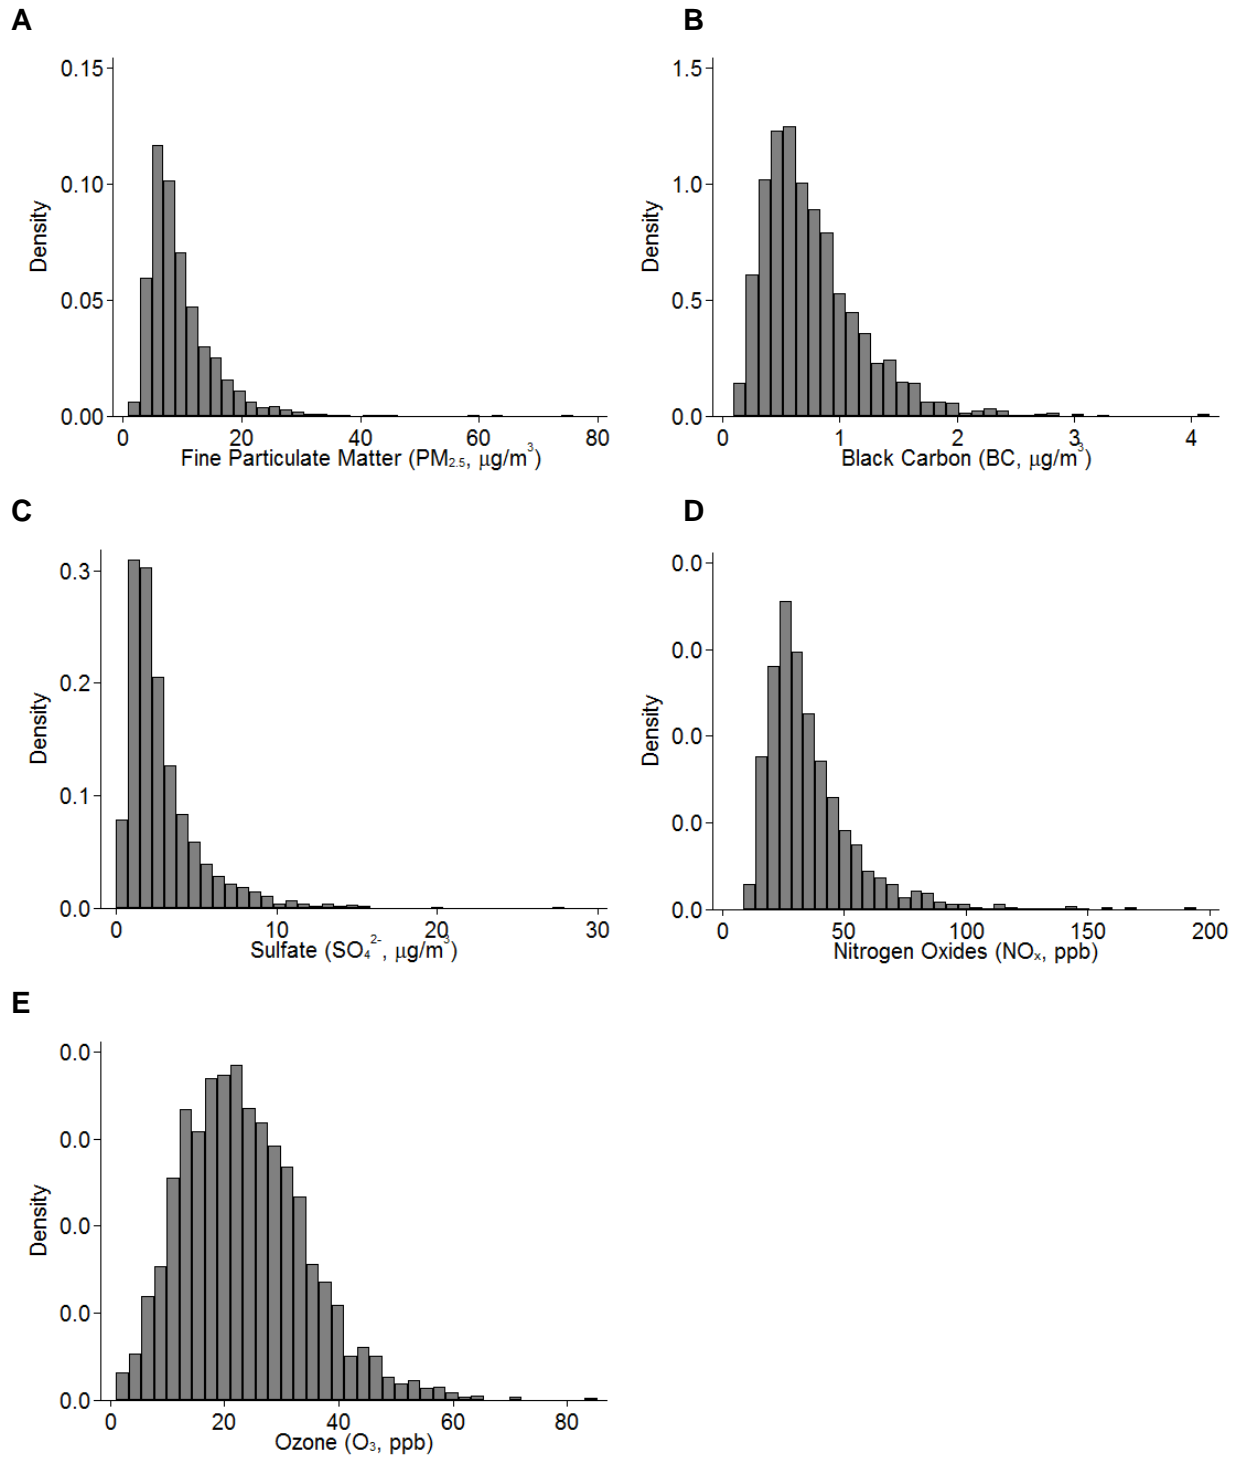 A
0.15
0.10
0.05
0.00
Density
0 20 40 60 80
Fine Particulate Matter (PM₂.₅, μg/m³)
B
1.5
1.0
0.5
0.0
Density
0 1 2 3 4
Black Carbon (BC, μg/m³)
C
0.3
0.2
0.1
0.0
Density
0 10 20 30
Sulfate (SO₄²⁻, μg/m³)
D
0.0
0.0
0.0
0.0
0.0
Density
0 50 100 150 200
Nitrogen Oxides (NOₓ, ppb)
E
0.0
0.0
0.0
0.0
0.0
Density
0 20 40 60 80
Ozone (O₃, ppb)